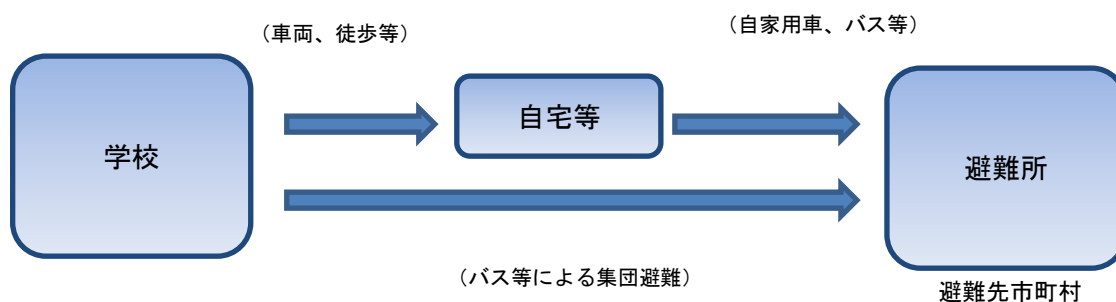 （車両、徒歩等）
（自家用車、バス等）
学校
自宅等
避難所
（バス等による集団避難）
避難先市町村